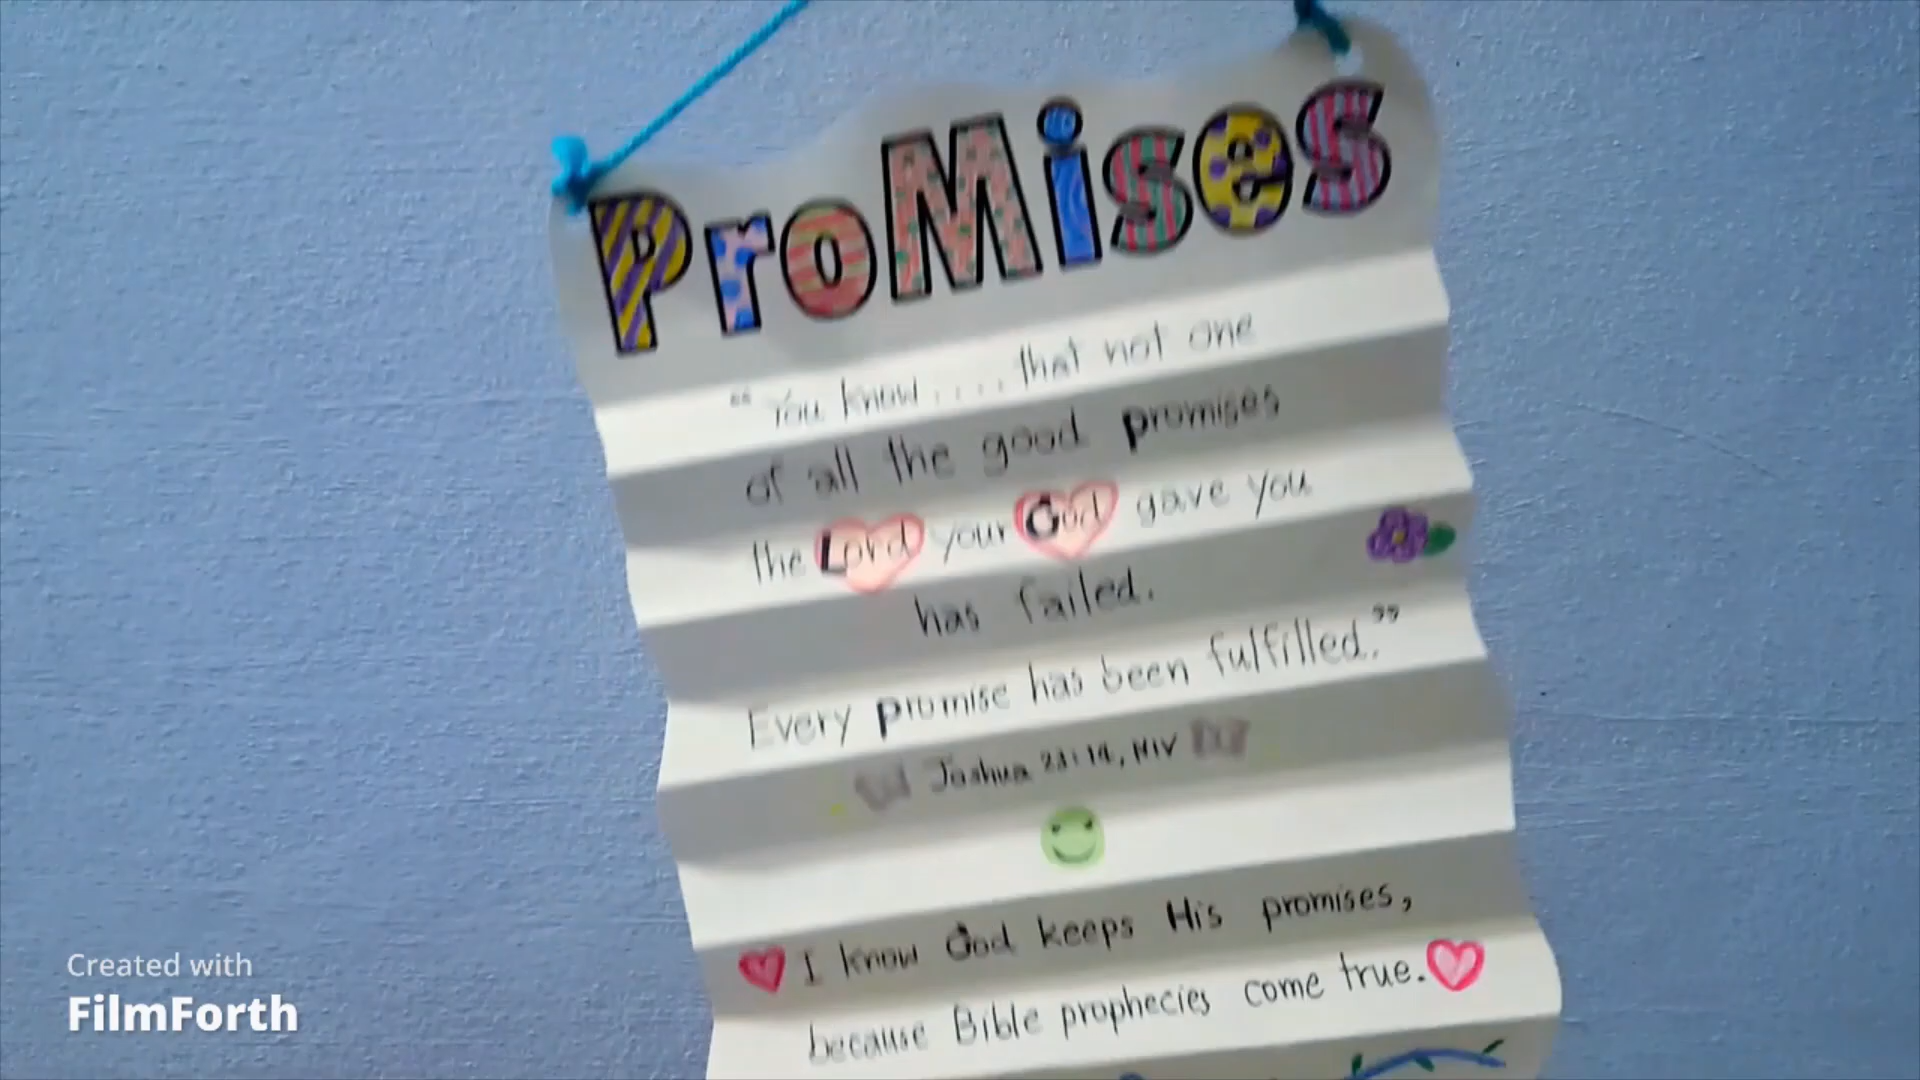 ProMises
“You know.... that not one
of all the good promises
the Lord your God gave you
has failed.
Every promise has been fulfilled.”
Joshua 23:14, NIV
I know God keeps His promises,
because Bible prophecies come true.
Created with
FilmForth